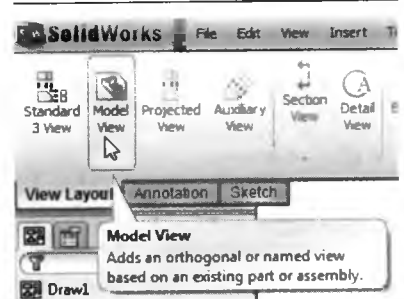 SolidWorks File Edit View Insert
Standard 3 View
Model View
Projected View
Auxiliary View
Section View
Detail View
View Layout Annotation Sketch
Model View
Adds an orthogonal or named view
based on an existing part or assembly.
Draw1